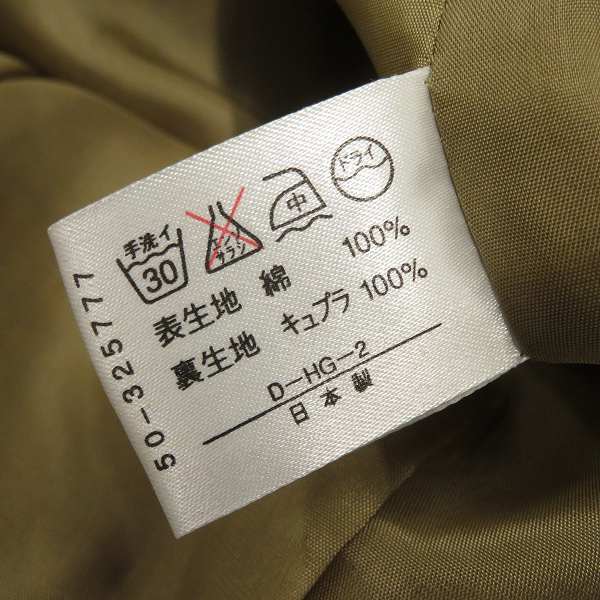 手洗イ
30
エンソ
サラシ
中
ドライ
表生地 綿 100%
裏生地 キュプラ 100%
D-HG-2
日本製
50-325777